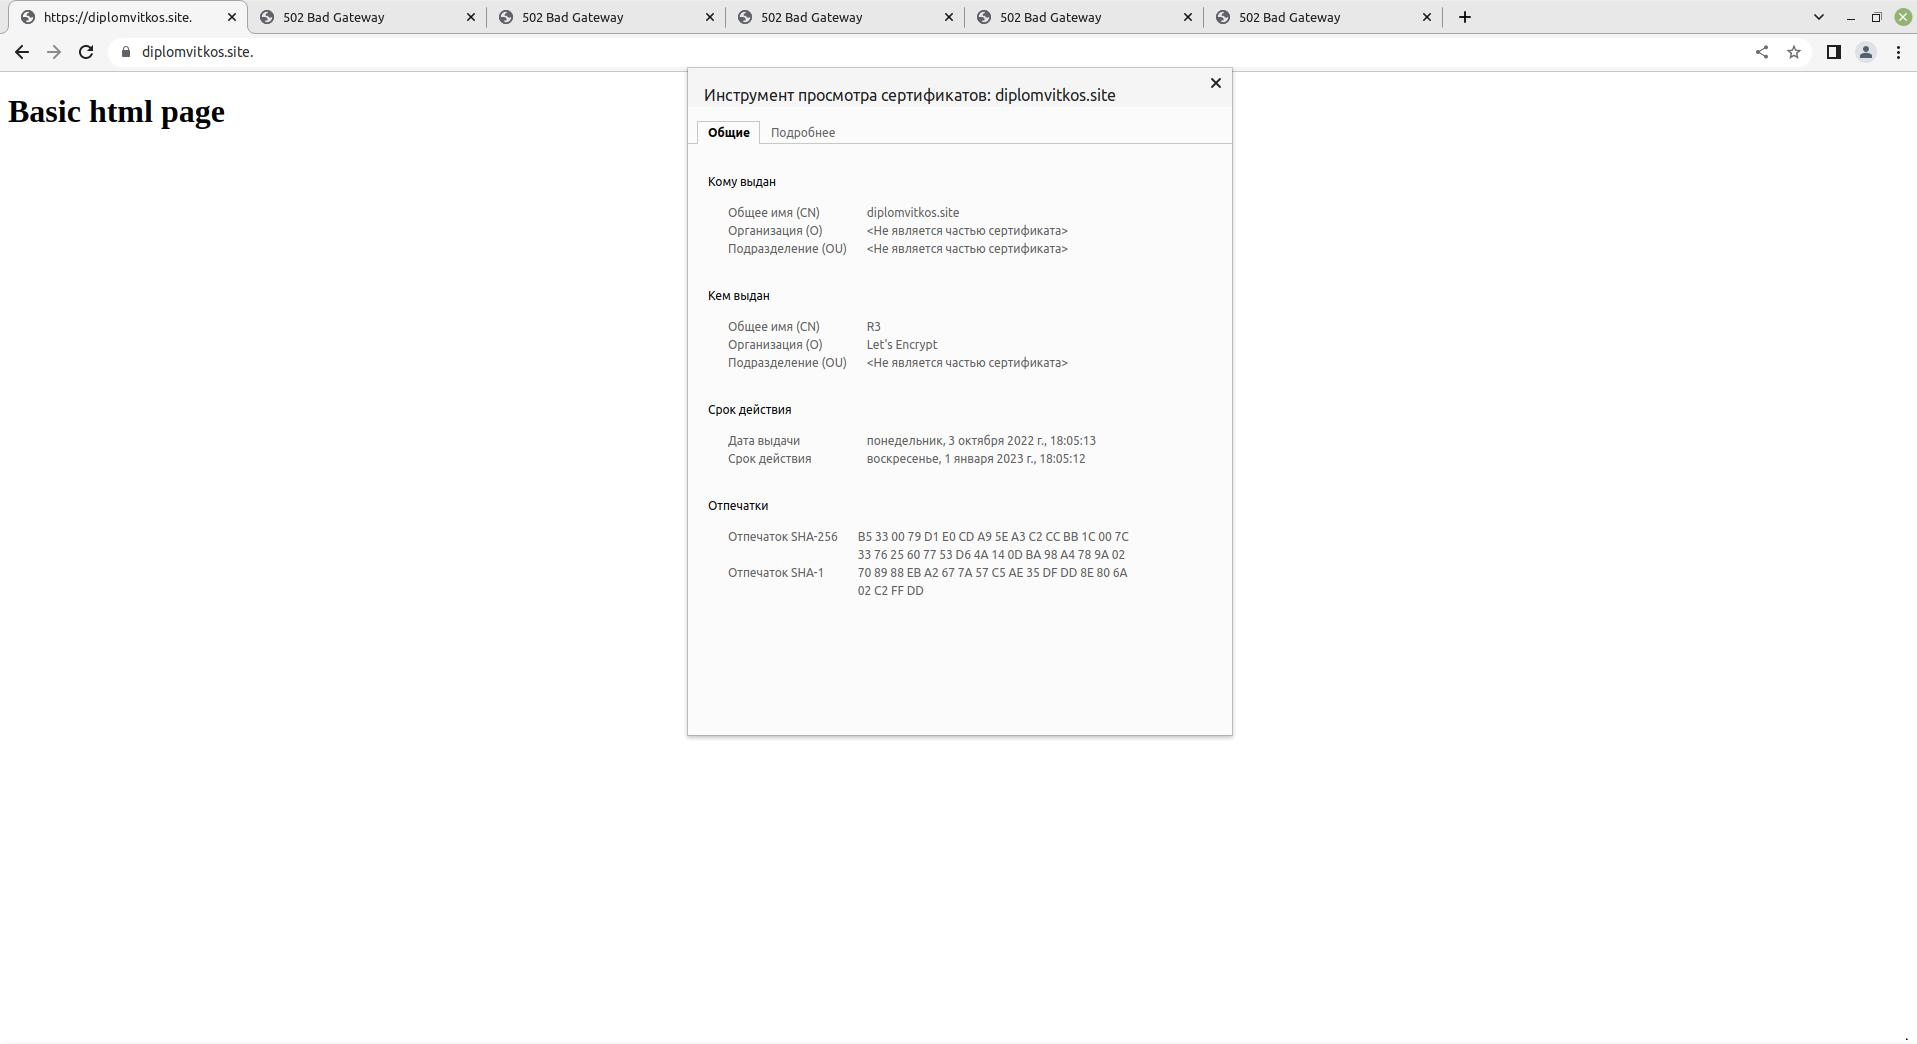 https://diplomvitkos.site. 502 Bad Gateway 502 Bad Gateway 502 Bad Gateway 502 Bad Gateway 502 Bad Gateway
diplomvitkos.site.
Basic html page
Инструмент просмотра сертификатов: diplomvitkos.site
Общие Подробнее
Кому выдан
Общее имя (CN) diplomvitkos.site
Организация (O) <Не является частью сертификата>
Подразделение (OU) <Не является частью сертификата>
Кем выдан
Общее имя (CN) R3
Организация (O) Let's Encrypt
Подразделение (OU) <Не является частью сертификата>
Срок действия
Дата выдачи понедельник, 3 октября 2022 г., 18:05:13
Срок действия воскресенье, 1 января 2023 г., 18:05:12
Отпечатки
Отпечаток SHA-256 B5 33 00 79 D1 E0 CD A9 5E A3 C2 CC BB 1C 00 7C
33 76 25 60 77 53 D6 4A 14 0D BA 98 A4 78 9A 02
Отпечаток SHA-1 70 89 88 EB A2 67 7A 57 C5 AE 35 DF DD 8E 80 6A
02 C2 FF DD